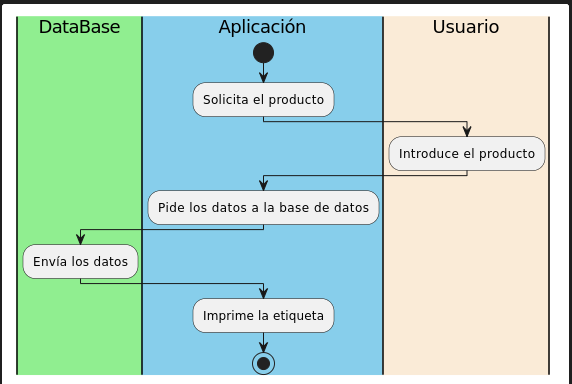 DataBase
Aplicación
Usuario
Solicita el producto
Introduce el producto
Pide los datos a la base de datos
Envía los datos
Imprime la etiqueta